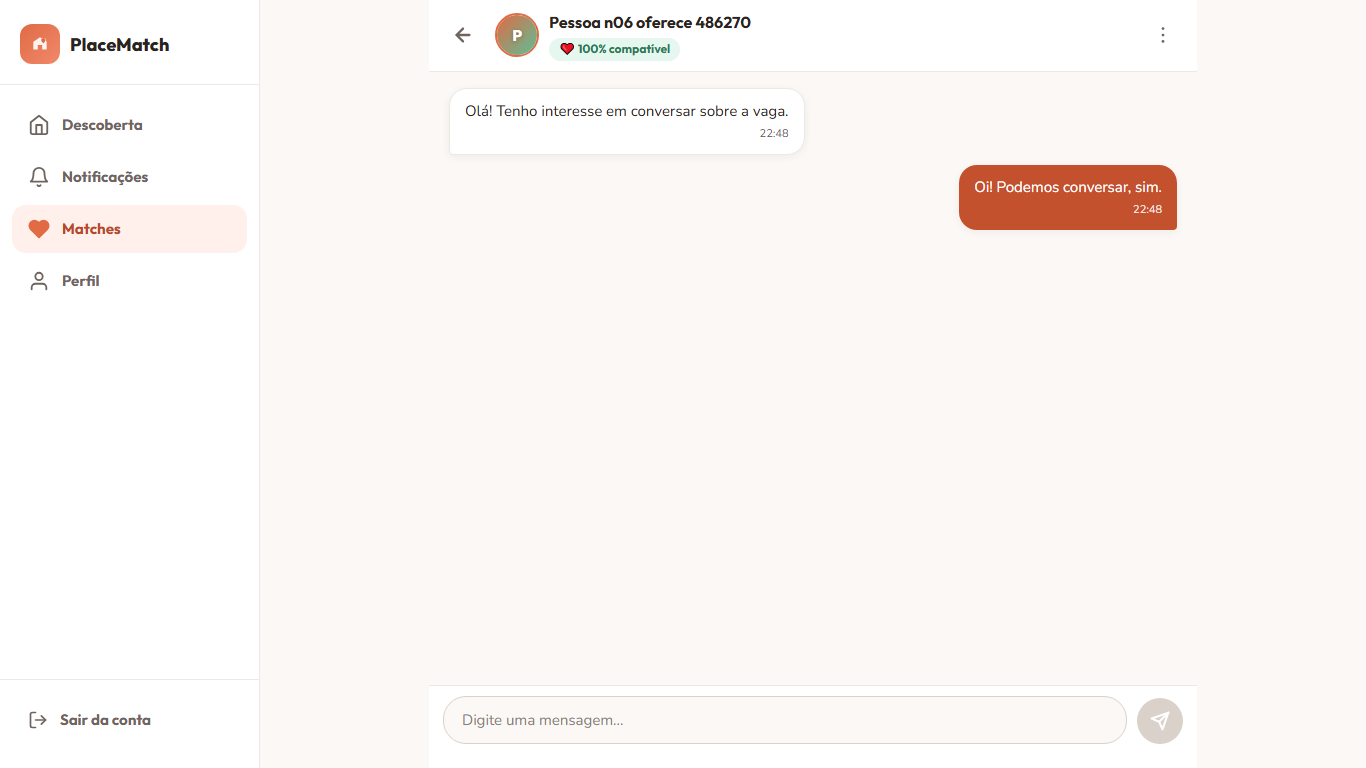 PlaceMatch
Descoberta
Notificações
Matches
Perfil
Sair da conta
P
Pessoa n06 oferece 486270
100% compatível
Olá! Tenho interesse em conversar sobre a vaga.
22:48
Oi! Podemos conversar, sim.
22:48
Digite uma mensagem...